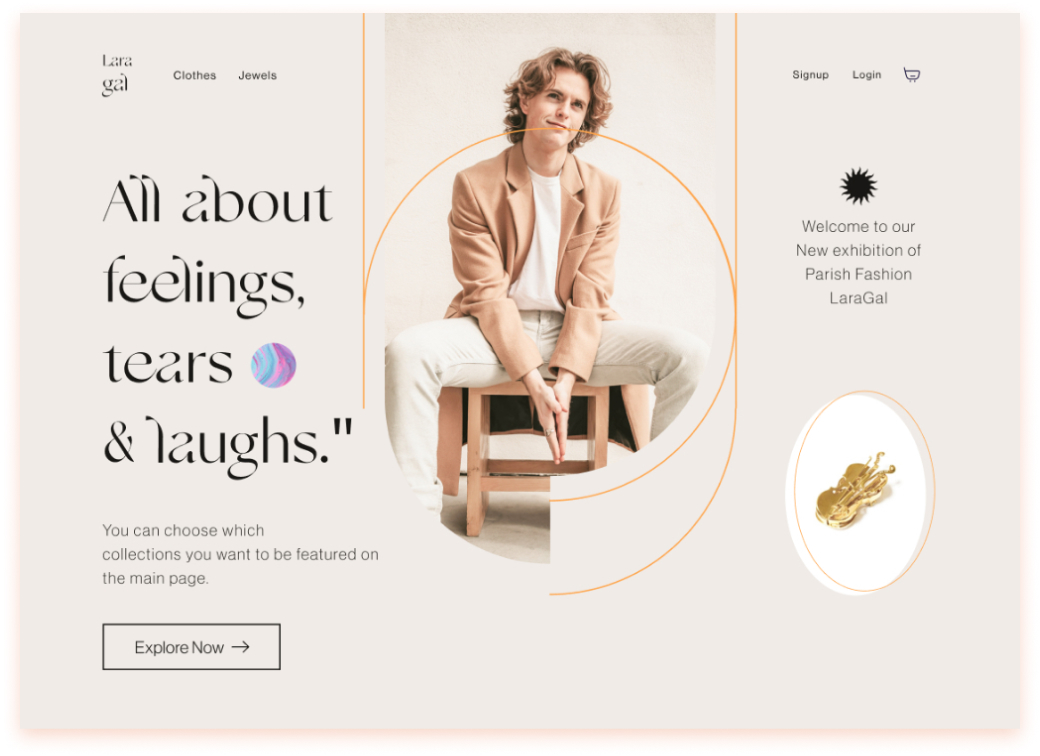 Lara
gal
Clothes Jewels
Signup Login
All about
feelings,
tears
& laughs."
You can choose which
collections you want to be featured on
the main page.
Explore Now →
Welcome to our
New exhibition of
Parish Fashion
LaraGal